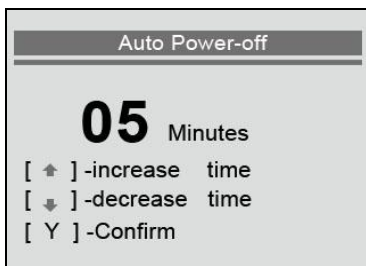 Auto Power-off
05 Minutes
[ ↑ ] -increase time
[ ↓ ] -decrease time
[ Y ] -Confirm